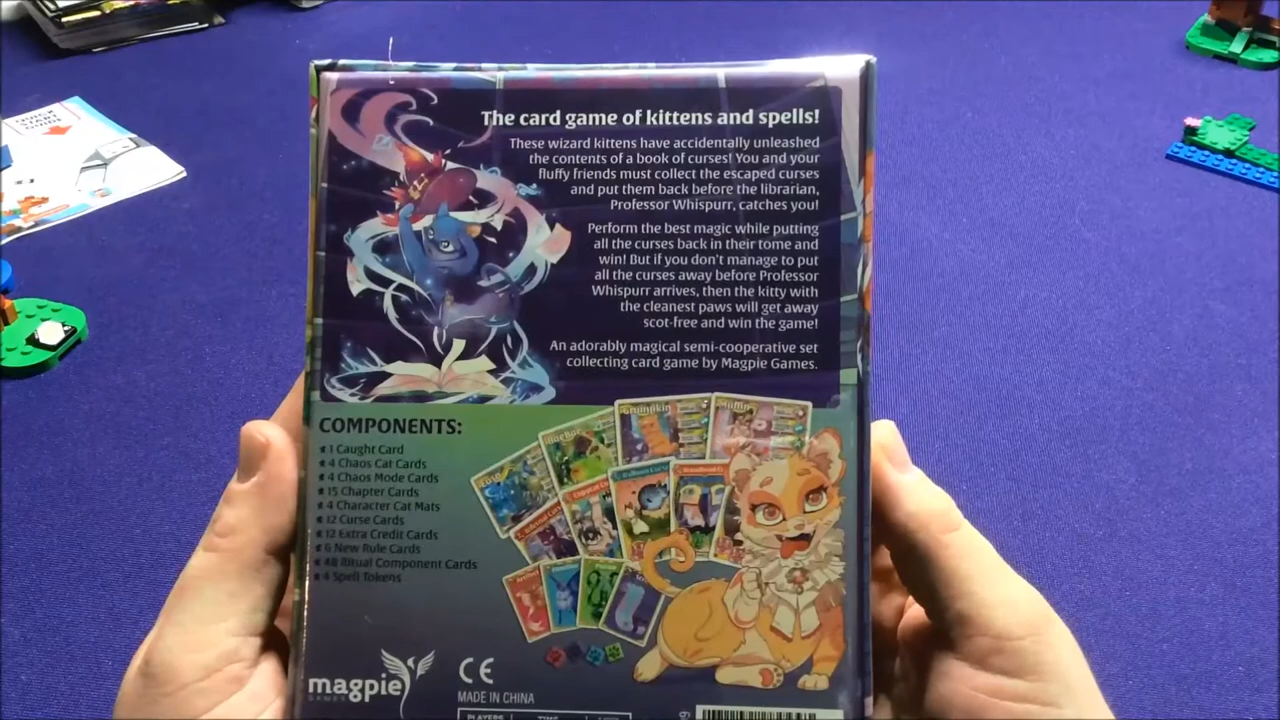 The card game of kittens and spells!
These wizard kittens have accidentally unleashed
the contents of a book of curses! You and your
fluffy friends must collect the escaped curses
and put them back before the librarian,
Professor Whispurr, catches you!
Perform the best magic while putting
all the curses back in their tome and
win! But if you don't manage to put
all the curses away before Professor
Whispurr arrives, then the kitty with
the cleanest paws will get away
scot-free and win the game!
An adorably magical semi-cooperative set
collecting card game by Magpie Games.
COMPONENTS:
1 Caught Card
4 Chaos Cat Cards
4 Chaos Mode Cards
15 Chapter Cards
4 Character Cat Mats
12 Curse Cards
12 Extra Credit Cards
6 New Rule Cards
48 Ritual Component Cards
4 Spell Tokens
Grumpkin
Muffin
magpie
GAMES
CE
MADE IN CHINA
PLAYERS
TIME